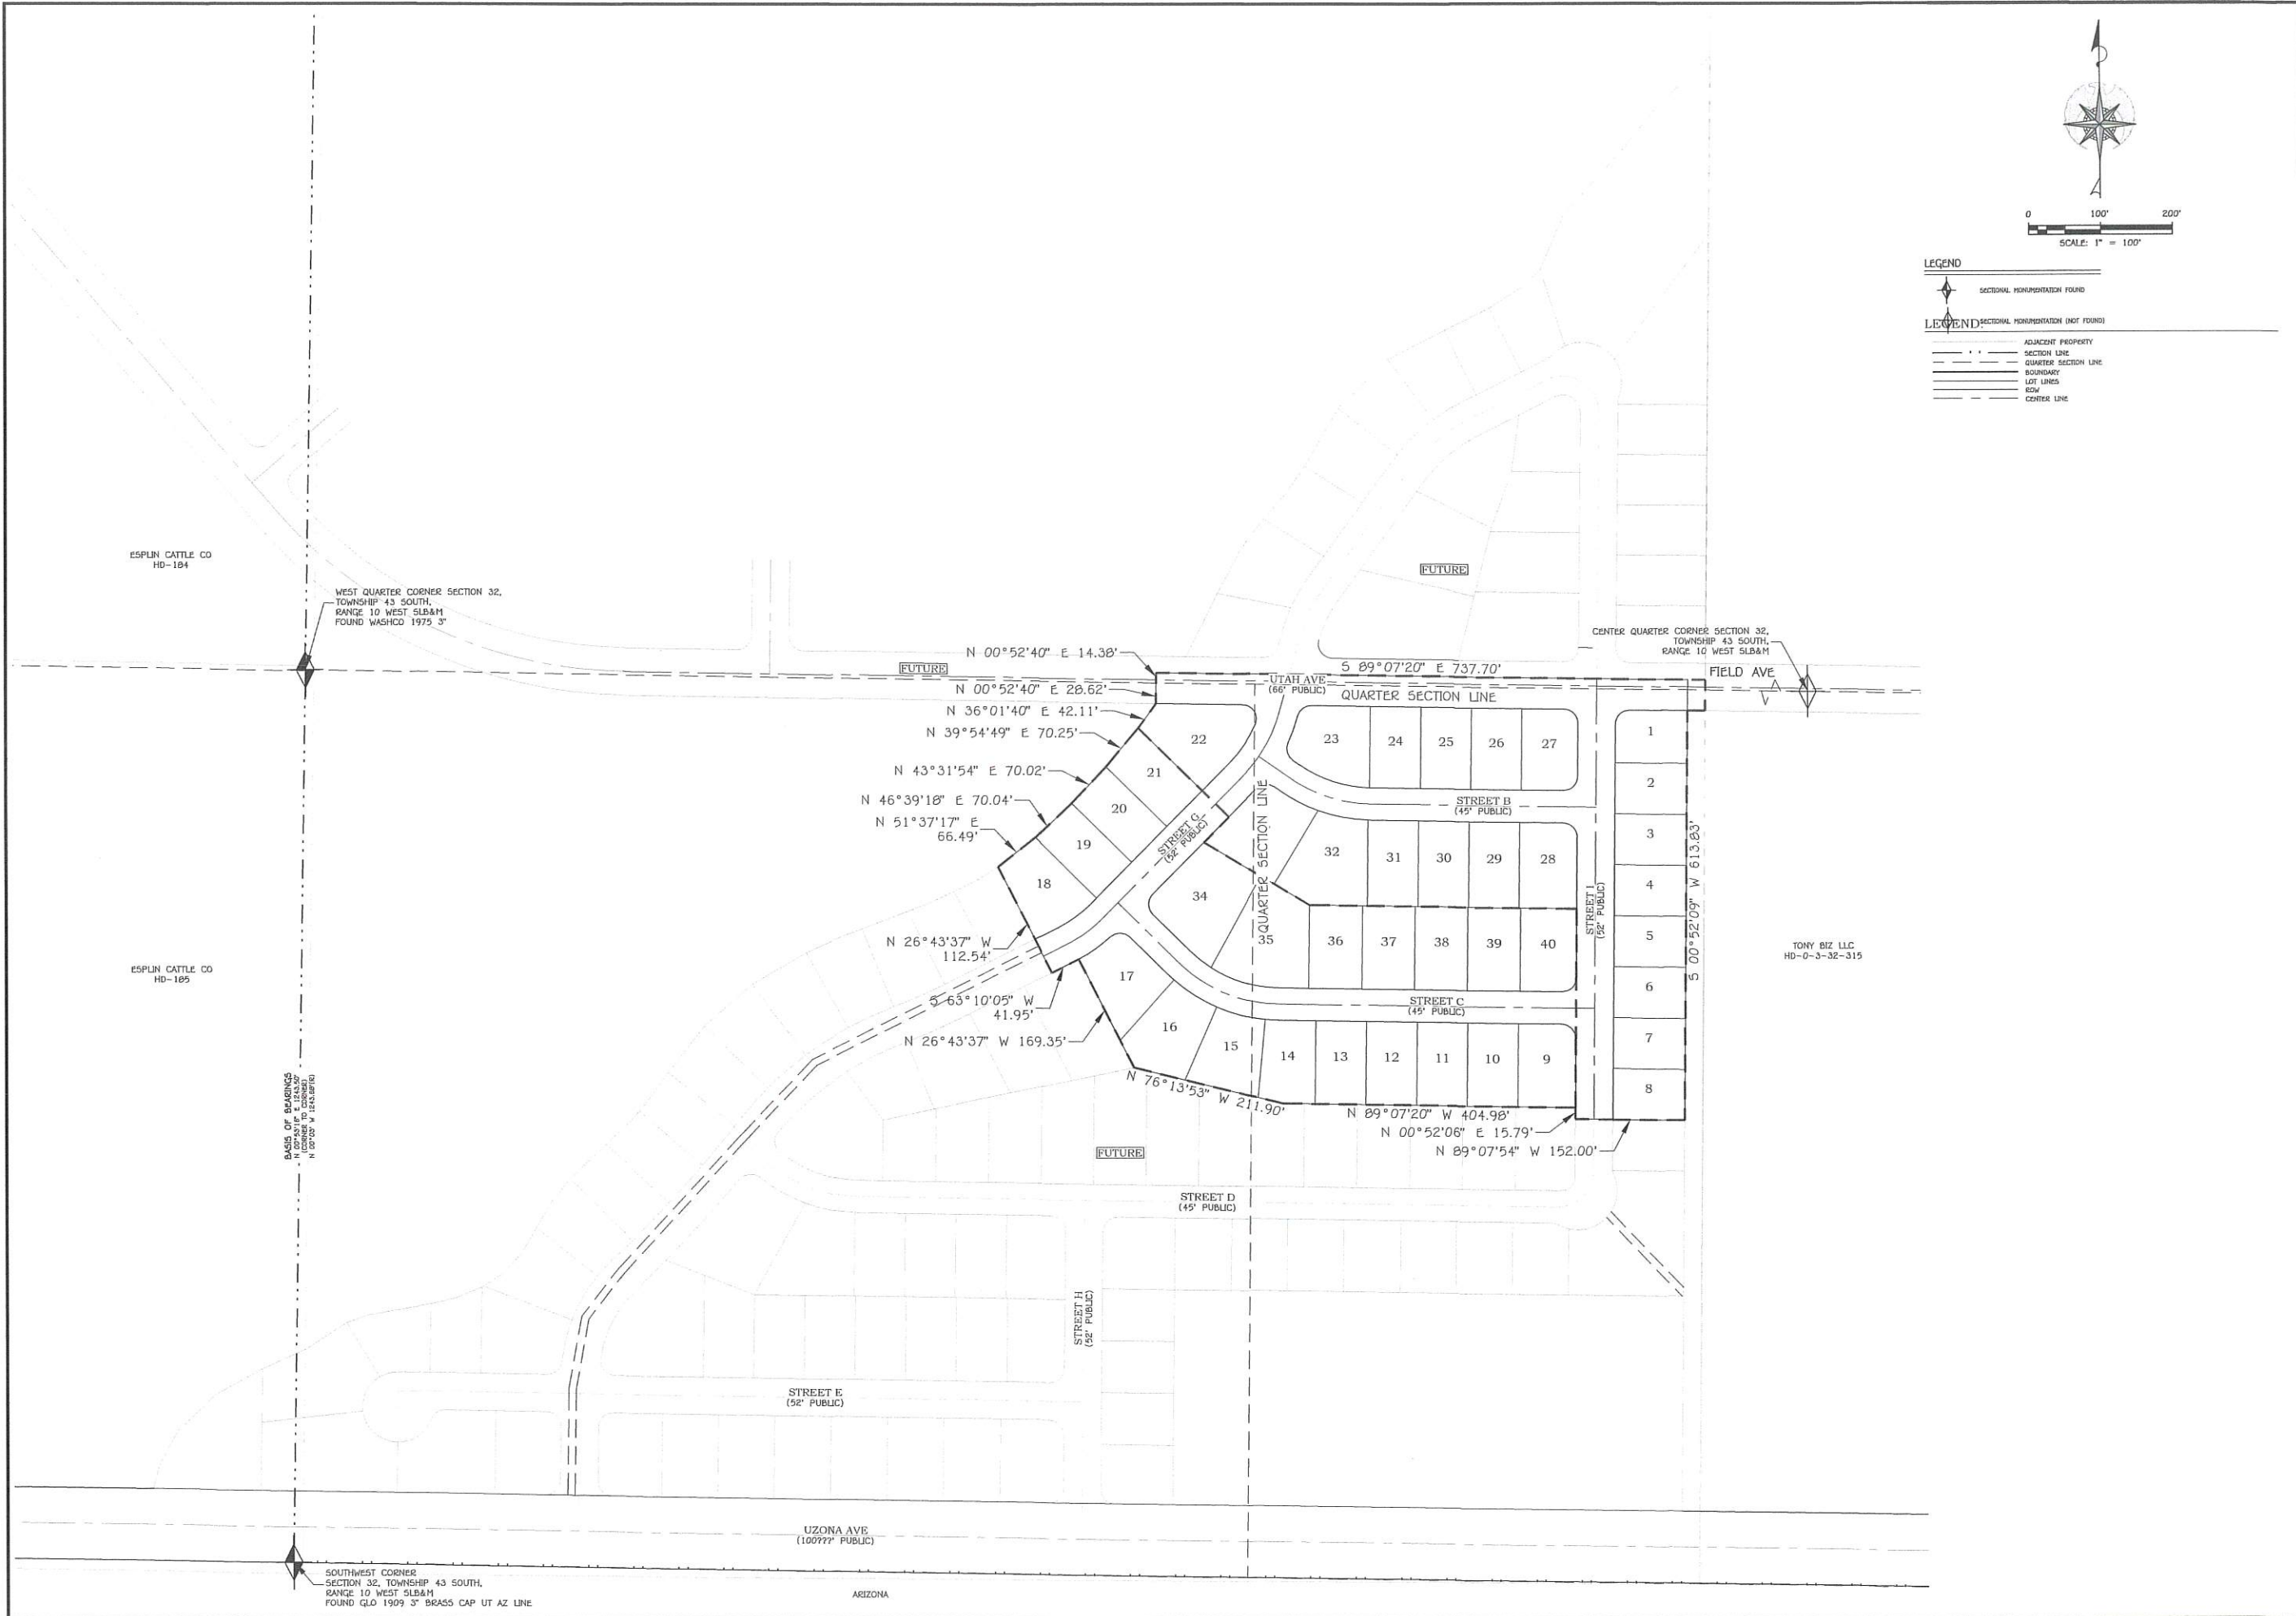 0 100' 200'
SCALE: 1" = 100'
LEGEND
SECTIONAL MONUMENTATION FOUND
SECTIONAL MONUMENTATION (NOT FOUND)
LEGEND:
ADJACENT PROPERTY
SECTION LINE
QUARTER SECTION LINE
BOUNDARY
LOT LINES
ROW
CENTER LINE
ESPLIN CATTLE CO
HD-184
WEST QUARTER CORNER SECTION 32,
TOWNSHIP 43 SOUTH,
RANGE 10 WEST SLB&M
FOUND WASHCO 1975 3"
FUTURE
CENTER QUARTER CORNER SECTION 32,
TOWNSHIP 43 SOUTH,
RANGE 10 WEST SLB&M
FUTURE
N 00°52'40" E 14.38'
S 89°07'20" E 737.70'
FIELD AVE
UTAH AVE
(66' PUBLIC)
QUARTER SECTION LINE
N 00°52'40" E 28.62'
N 36°01'40" E 42.11'
N 39°54'49" E 70.25'
N 43°31'54" E 70.02'
N 46°39'18" E 70.04'
N 51°37'17" E
66.49'
22
23
24
25
26
27
1
21
2
20
STREET B
(45' PUBLIC)
19
STREET G
(52' PUBLIC)
QUARTER SECTION LINE
3
32
31
30
29
28
18
34
4
STREET I
(52' PUBLIC)
S 00°52'09" W 613.83'
35
36
37
38
39
40
5
N 26°43'37" W
112.54'
TONY BIZ LLC
HD-0-3-32-315
ESPLIN CATTLE CO
HD-185
17
6
S 63°10'05" W
41.95'
STREET C
(45' PUBLIC)
16
15
14
13
12
11
10
9
7
N 26°43'37" W 169.35'
8
N 76°13'53" W 211.90'
N 89°07'20" W 404.98'
N 00°52'06" E 15.79'
N 89°07'54" W 152.00'
BASIS OF BEARINGS
N 00°53'18" E 1243.50'
(CORNER TO CORNER)
FUTURE
STREET D
(45' PUBLIC)
STREET H
(52' PUBLIC)
STREET E
(52' PUBLIC)
UZONA AVE
(100???' PUBLIC)
SOUTHWEST CORNER
SECTION 32, TOWNSHIP 43 SOUTH,
RANGE 10 WEST SLB&M
FOUND GLO 1909 3" BRASS CAP UT AZ LINE
ARIZONA